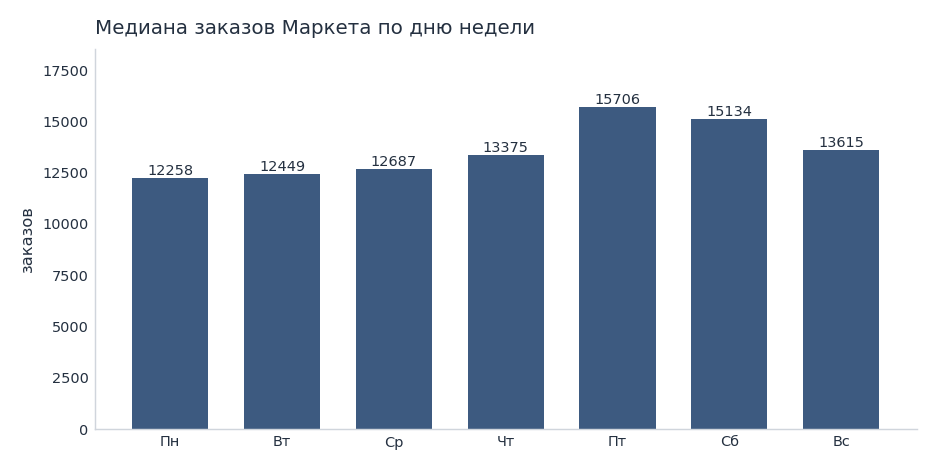 Медиана заказов Маркета по дню недели
заказов
17500
15000
12500
10000
7500
5000
2500
0
12258
12449
12687
13375
15706
15134
13615
Пн
Вт
Ср
Чт
Пт
Сб
Вс